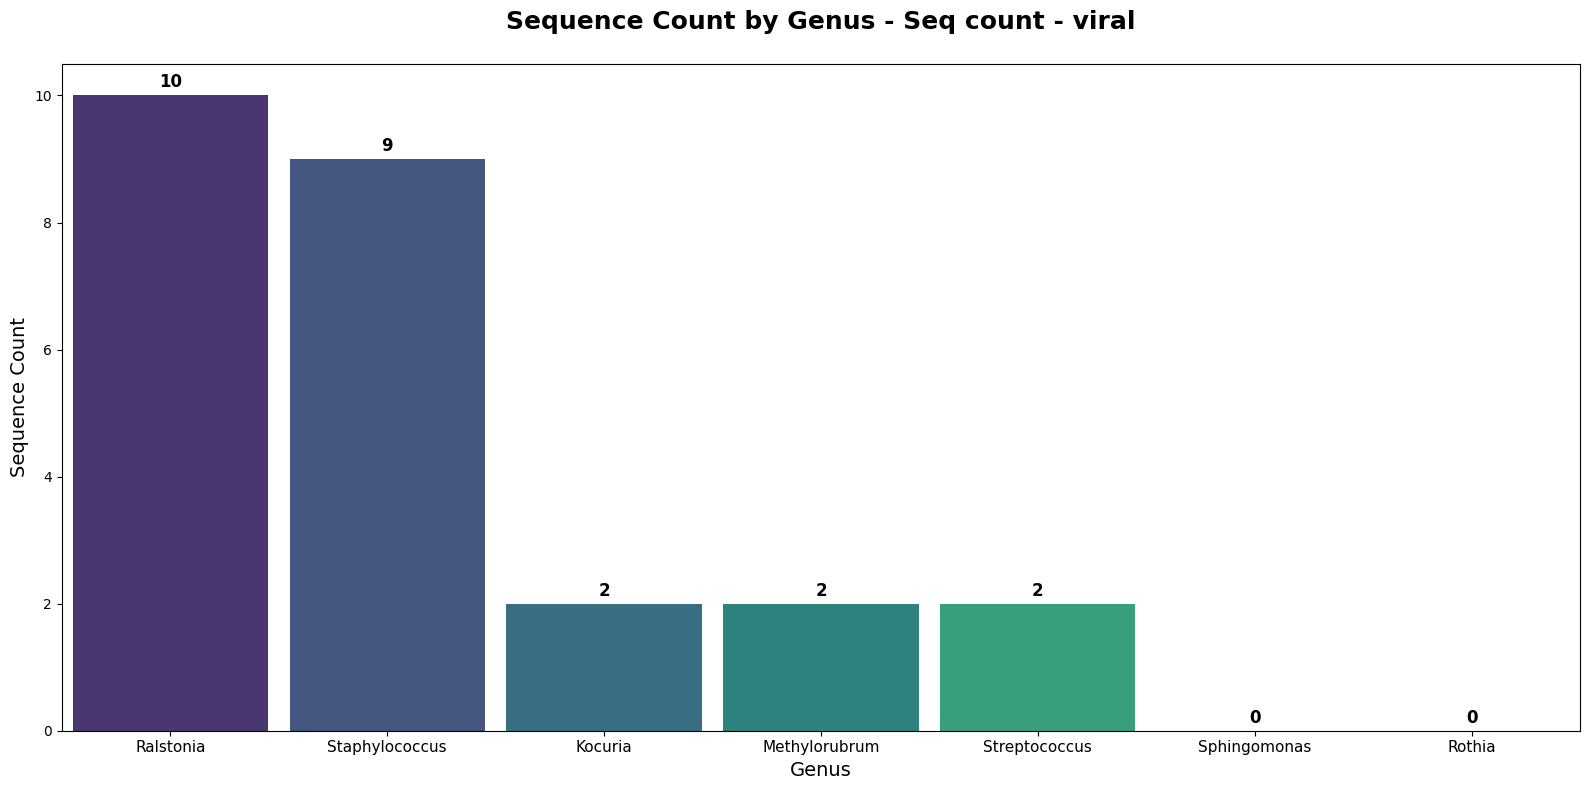 Sequence Count by Genus - Seq count - viral
10
9
2
2
2
0
0
Sequence Count
10
8
6
4
2
0
Ralstonia
Staphylococcus
Kocuria
Methylorubrum
Streptococcus
Sphingomonas
Rothia
Genus